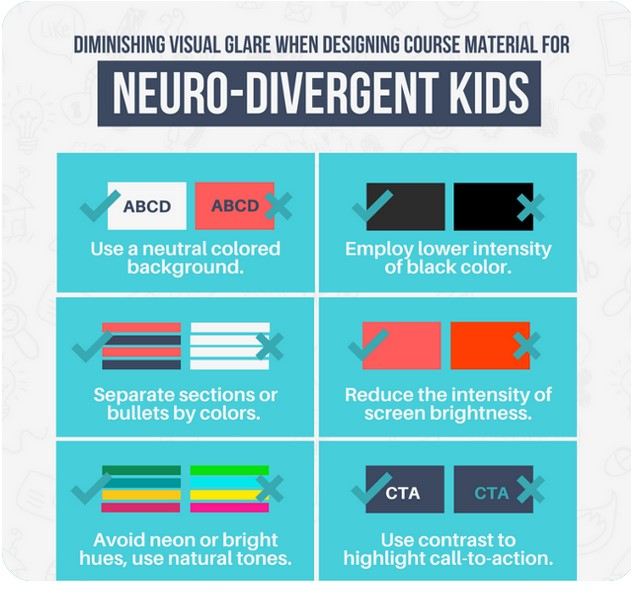 DIMINISHING VISUAL GLARE WHEN DESIGNING COURSE MATERIAL FOR
NEURO-DIVERGENT KIDS
ABCD
ABCD
Use a neutral colored
background.
Employ lower intensity
of black color.
Separate sections or
bullets by colors.
Reduce the intensity of
screen brightness.
Avoid neon or bright
hues, use natural tones.
CTA
CTA
Use contrast to
highlight call-to-action.